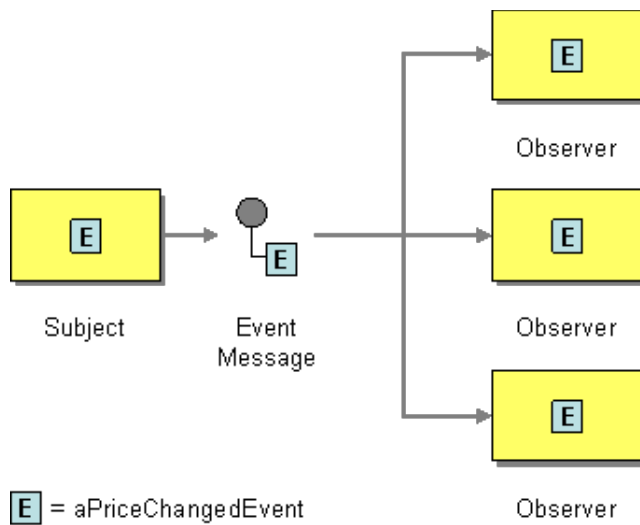 E
Observer
E
E
E
E
Subject
Event
Message
Observer
E
E = aPriceChangedEvent
Observer